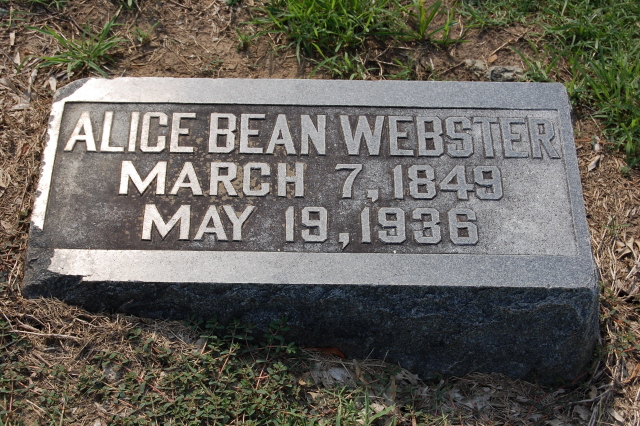 ALICE BEAN WEBSTER
MARCH 7, 1849
MAY 19, 1936